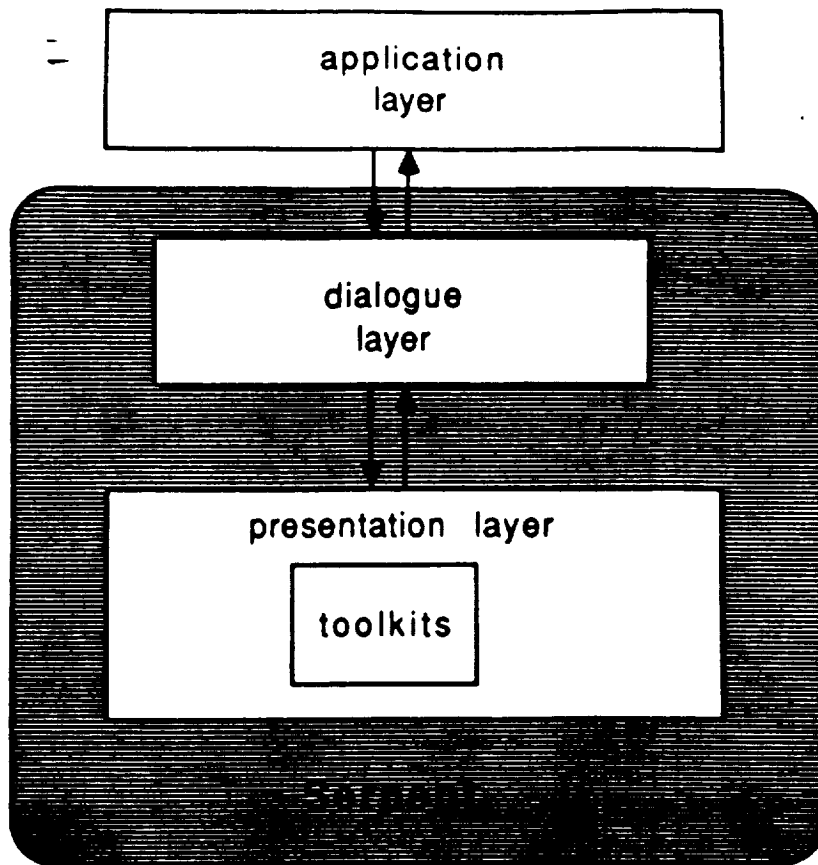 application
layer
dialogue
layer
presentation layer
toolkits